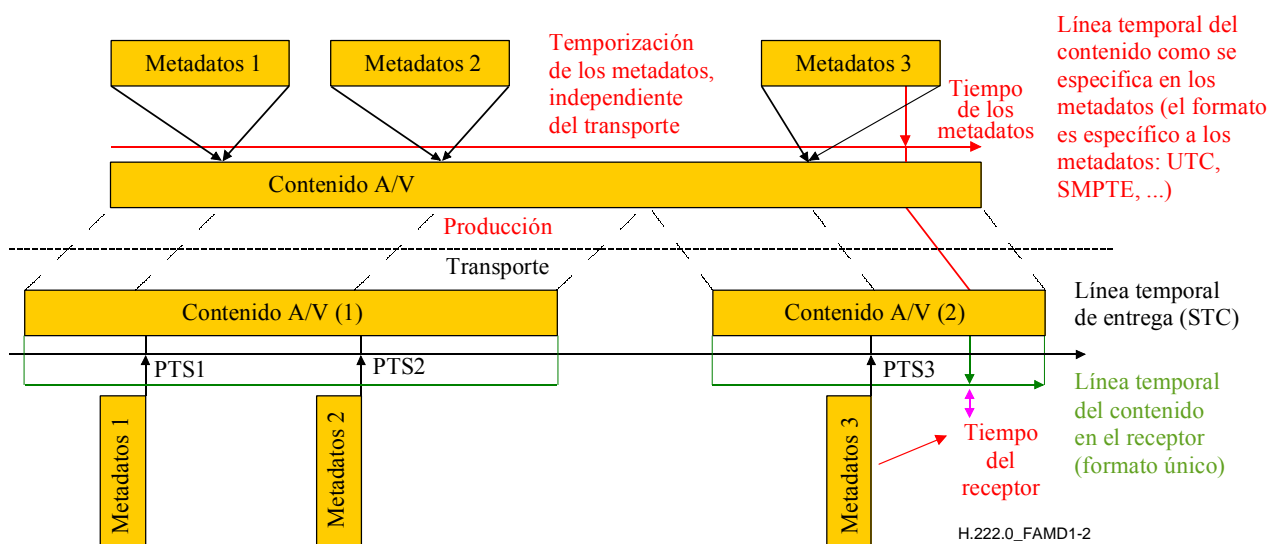 Metadatos 1
Metadatos 2
Temporización
de los metadatos,
independiente
del transporte
Metadatos 3
Tiempo
de los
metadatos
Línea temporal del
contenido como se
especifica en los
metadatos (el formato
es específico a los
metadatos: UTC,
SMPTE, ...)
Contenido A/V
Producción
Transporte
Contenido A/V (1)
Contenido A/V (2)
Línea temporal
de entrega (STC)
PTS1
PTS2
PTS3
Metadatos 1
Metadatos 2
Metadatos 3
Tiempo
del
receptor
Línea temporal
del contenido
en el receptor
(formato único)
H.222.0_FAMD1-2